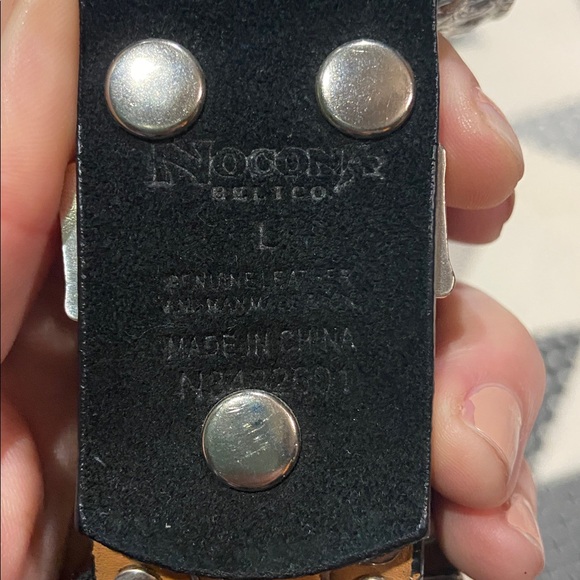 NOCONA
BELT CO.
L
GENUINE LEATHER
MADE IN CHINA